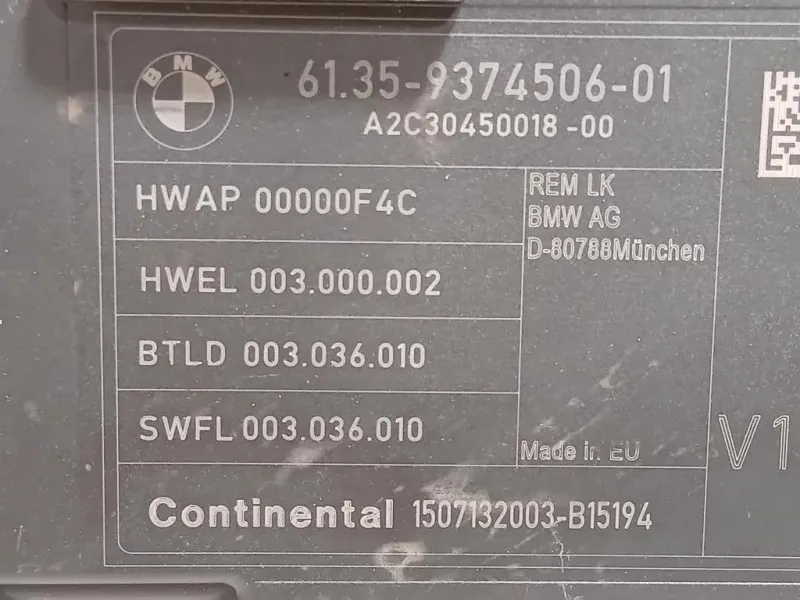 BMW
61.35-9374506-01
A2C30450018-00
HWAP 00000F4C
REM LK
BMW AG
D-80788München
HWEL 003.000.002
BTLD 003.036.010
SWFL 003.036.010
Made in EU
V1
Continental 1507132003-B15194